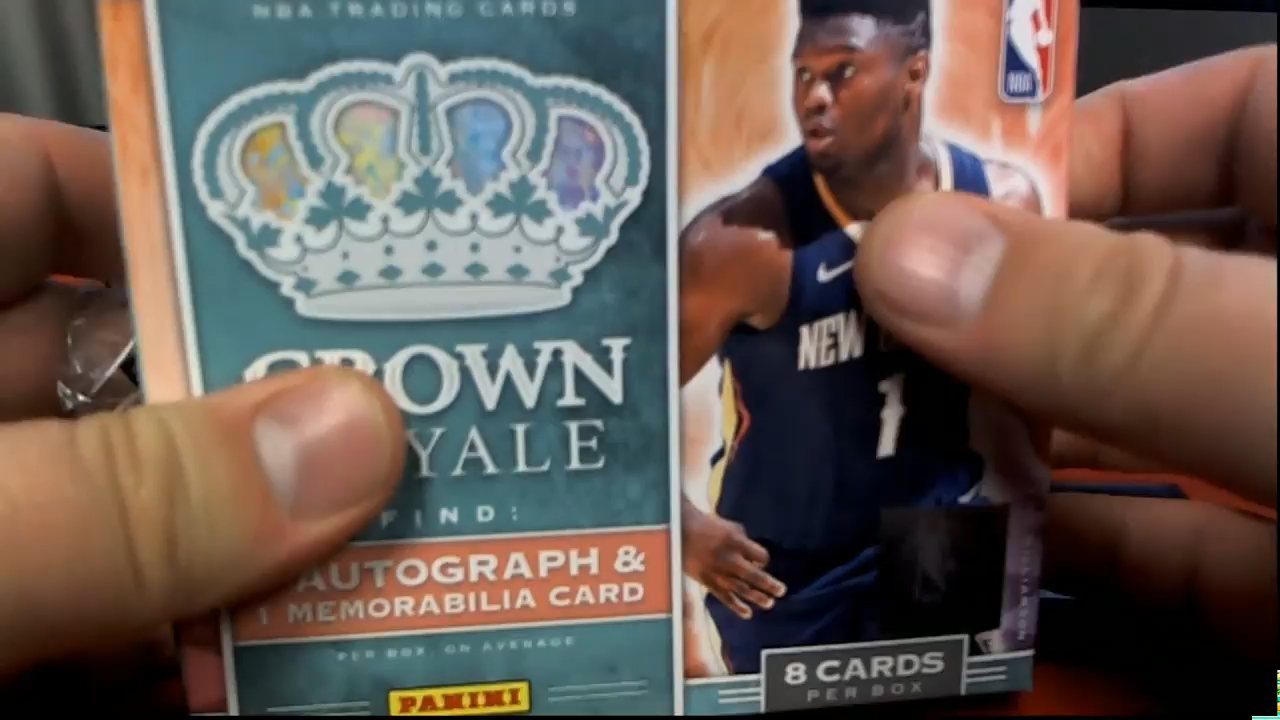 NBA TRADING CARDS
CROWN
YALE
FIND:
AUTOGRAPH &
1 MEMORABILIA CARD
PER BOX, ON AVERAGE
PANINI
NBA
NEW
1
8 CARDS
PER BOX